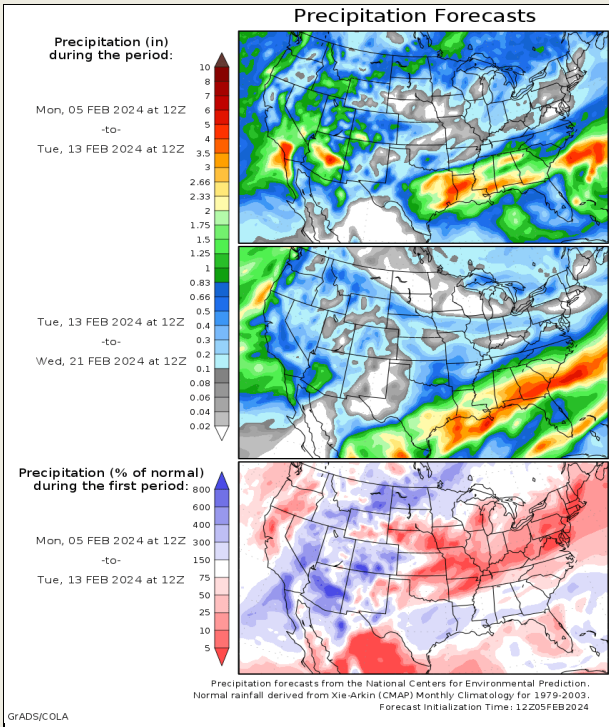 Precipitation Forecasts
Precipitation (in)
during the period:
Mon, 05 FEB 2024 at 12Z
-to-
Tue, 13 FEB 2024 at 12Z
10
8
7
6
5
4
3.5
3
2.66
2.33
2
1.75
1.5
1.25
1
0.83
0.66
0.5
0.4
0.3
0.2
0.1
0.08
0.06
0.04
0.02
Tue, 13 FEB 2024 at 12Z
-to-
Wed, 21 FEB 2024 at 12Z
Precipitation (% of normal)
during the first period:
Mon, 05 FEB 2024 at 12Z
-to-
Tue, 13 FEB 2024 at 12Z
800
600
400
300
150
75
50
25
10
5
Precipitation forecasts from the National Centers for Environmental Prediction.
Normal rainfall derived from Xie-Arkin (CMAP) Monthly Climatology for 1979-2003.
Forecast Initialization Time: 12Z05FEB2024
GrADS/COLA